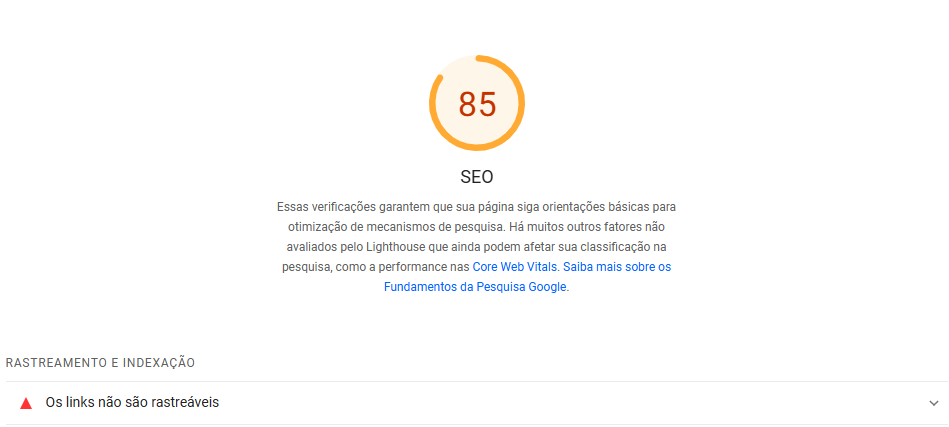 85
SEO
Essas verificações garantem que sua página siga orientações básicas para
otimização de mecanismos de pesquisa. Há muitos outros fatores não
avaliados pelo Lighthouse que ainda podem afetar sua classificação na
pesquisa, como a performance nas Core Web Vitals. Saiba mais sobre os
Fundamentos da Pesquisa Google.
RASTREAMENTO E INDEXAÇÃO
Os links não são rastreáveis